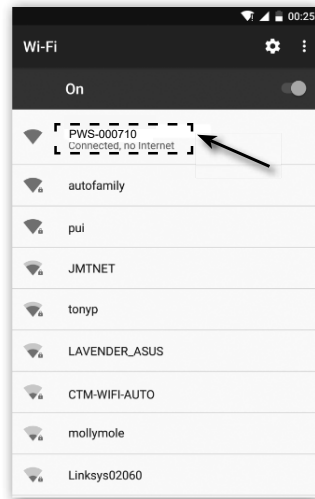 00:25
Wi-Fi
On
PWS-000710
Connected, no Internet
autofamily
pui
JMTNET
tonyp
LAVENDER_ASUS
CTM-WIFI-AUTO
mollymole
Linksys02060